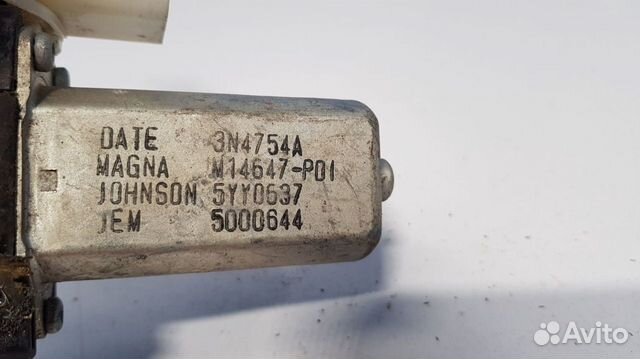 DATE 3N4754A
MAGNA M14647-P01
JOHNSON 5YY0637
JEM 5000644
Avito